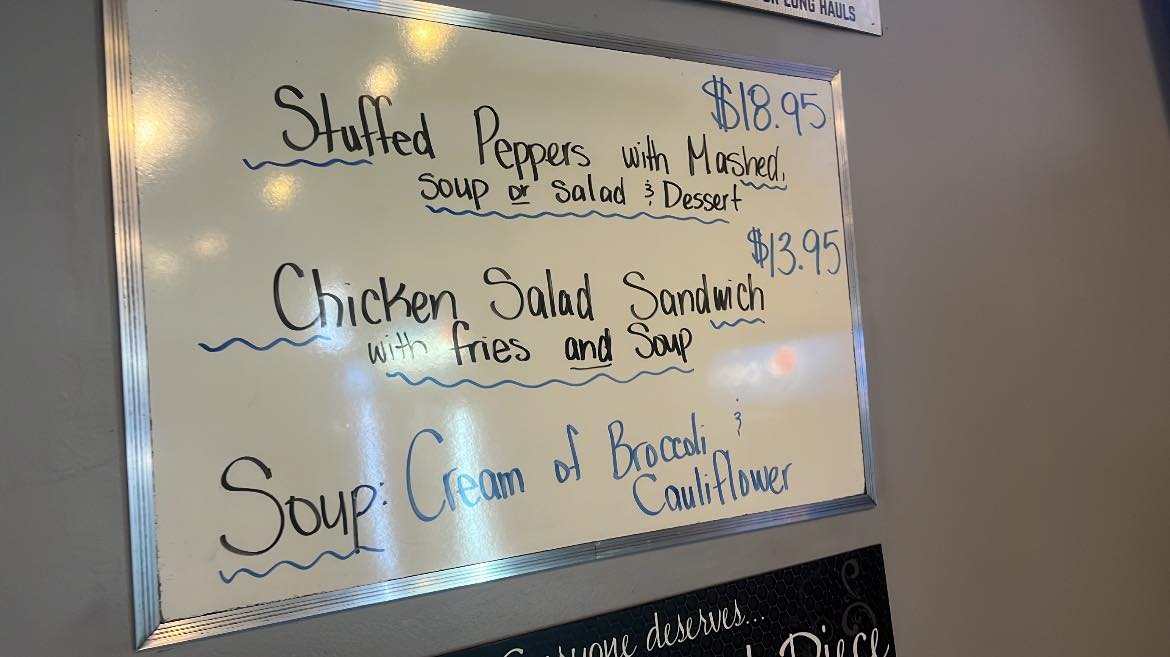 LONG HAULS
$18.95
Stuffed Peppers with Mashed,
soup or salad & Dessert
$13.95
Chicken Salad Sandwich
with fries and Soup
Soup: Cream of Broccoli &
Cauliflower
deserves...
Piece